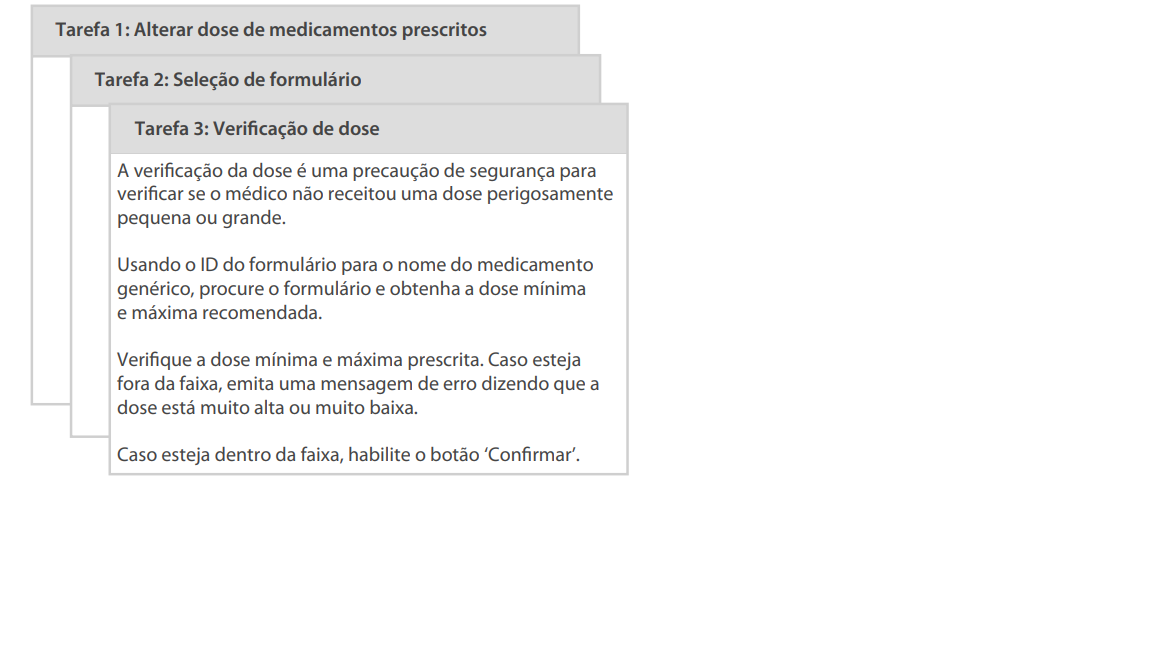 Tarefa 1: Alterar dose de medicamentos prescritos
Tarefa 2: Seleção de formulário
Tarefa 3: Verificação de dose
A verificação da dose é uma precaução de segurança para
verificar se o médico não receitou uma dose perigosamente
pequena ou grande.
Usando o ID do formulário para o nome do medicamento
genérico, procure o formulário e obtenha a dose mínima
e máxima recomendada.
Verifique a dose mínima e máxima prescrita. Caso esteja
fora da faixa, emita uma mensagem de erro dizendo que a
dose está muito alta ou muito baixa.
Caso esteja dentro da faixa, habilite o botão ‘Confirmar’.